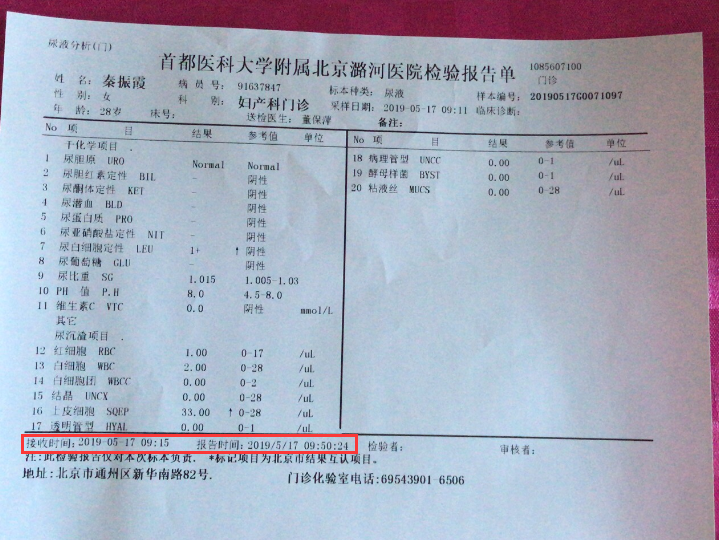 尿液分析(门)
首都医科大学附属北京潞河医院检验报告单
1085607100
姓 名: 秦振霞 病 员 号: 91637847 标本种类: 尿液 门诊
性 别: 女 科 别: 妇产科门诊 采样日期: 2019-05-17 09:11 样本编号: 20190517G0071097
年 龄: 28岁 床号: 送检医生: 董保萍 备注: 临床诊断:
No 项 目 结果 参考值 单位
干化学项目 .
1 尿胆原 URO Normal Normal
2 尿胆红素定性 BIL - 阴性
3 尿酮体定性 KET - 阴性
4 尿潜血 BLD - 阴性
5 尿蛋白质 PRO - 阴性
6 尿亚硝酸盐定性 NIT - 阴性
7 尿白细胞定性 LEU 1+ ↑ 阴性
8 尿葡萄糖 GLU - 阴性
9 尿比重 SG 1.015 1.005-1.03
10 PH 值 P.H 8.0 4.5-8.0
11 维生素C VTC 0.0 阴性 mmol/L
其它
尿沉渣项目 .
12 红细胞 RBC 1.00 0-17 /uL
13 白细胞 WBC 2.00 0-28 /uL
14 白细胞团 WBCC 0.00 0-2 /uL
15 结晶 UNCX 0.00 0-28 /uL
16 上皮细胞 SQEP 33.00 ↑ 0-28 /uL
17 透明管型 HYAL 0.00 0-1 /uL
No 项 目 结果 参考值 单位
18 病理管型 UNCC 0.00 0-1 /uL
19 酵母样菌 BYST 0.00 0-1 /uL
20 粘液丝 MUCS 0.00 0-28 /uL
接收时间: 2019-05-17 09:15 报告时间: 2019/5/17 09:50:24 检验者: 审核者:
注:此检验报告仅对本次标本负责. *标记项目为北京市结果互认项目。
地址:北京市通州区新华南路82号. 门诊化验室电话:69543901-6506